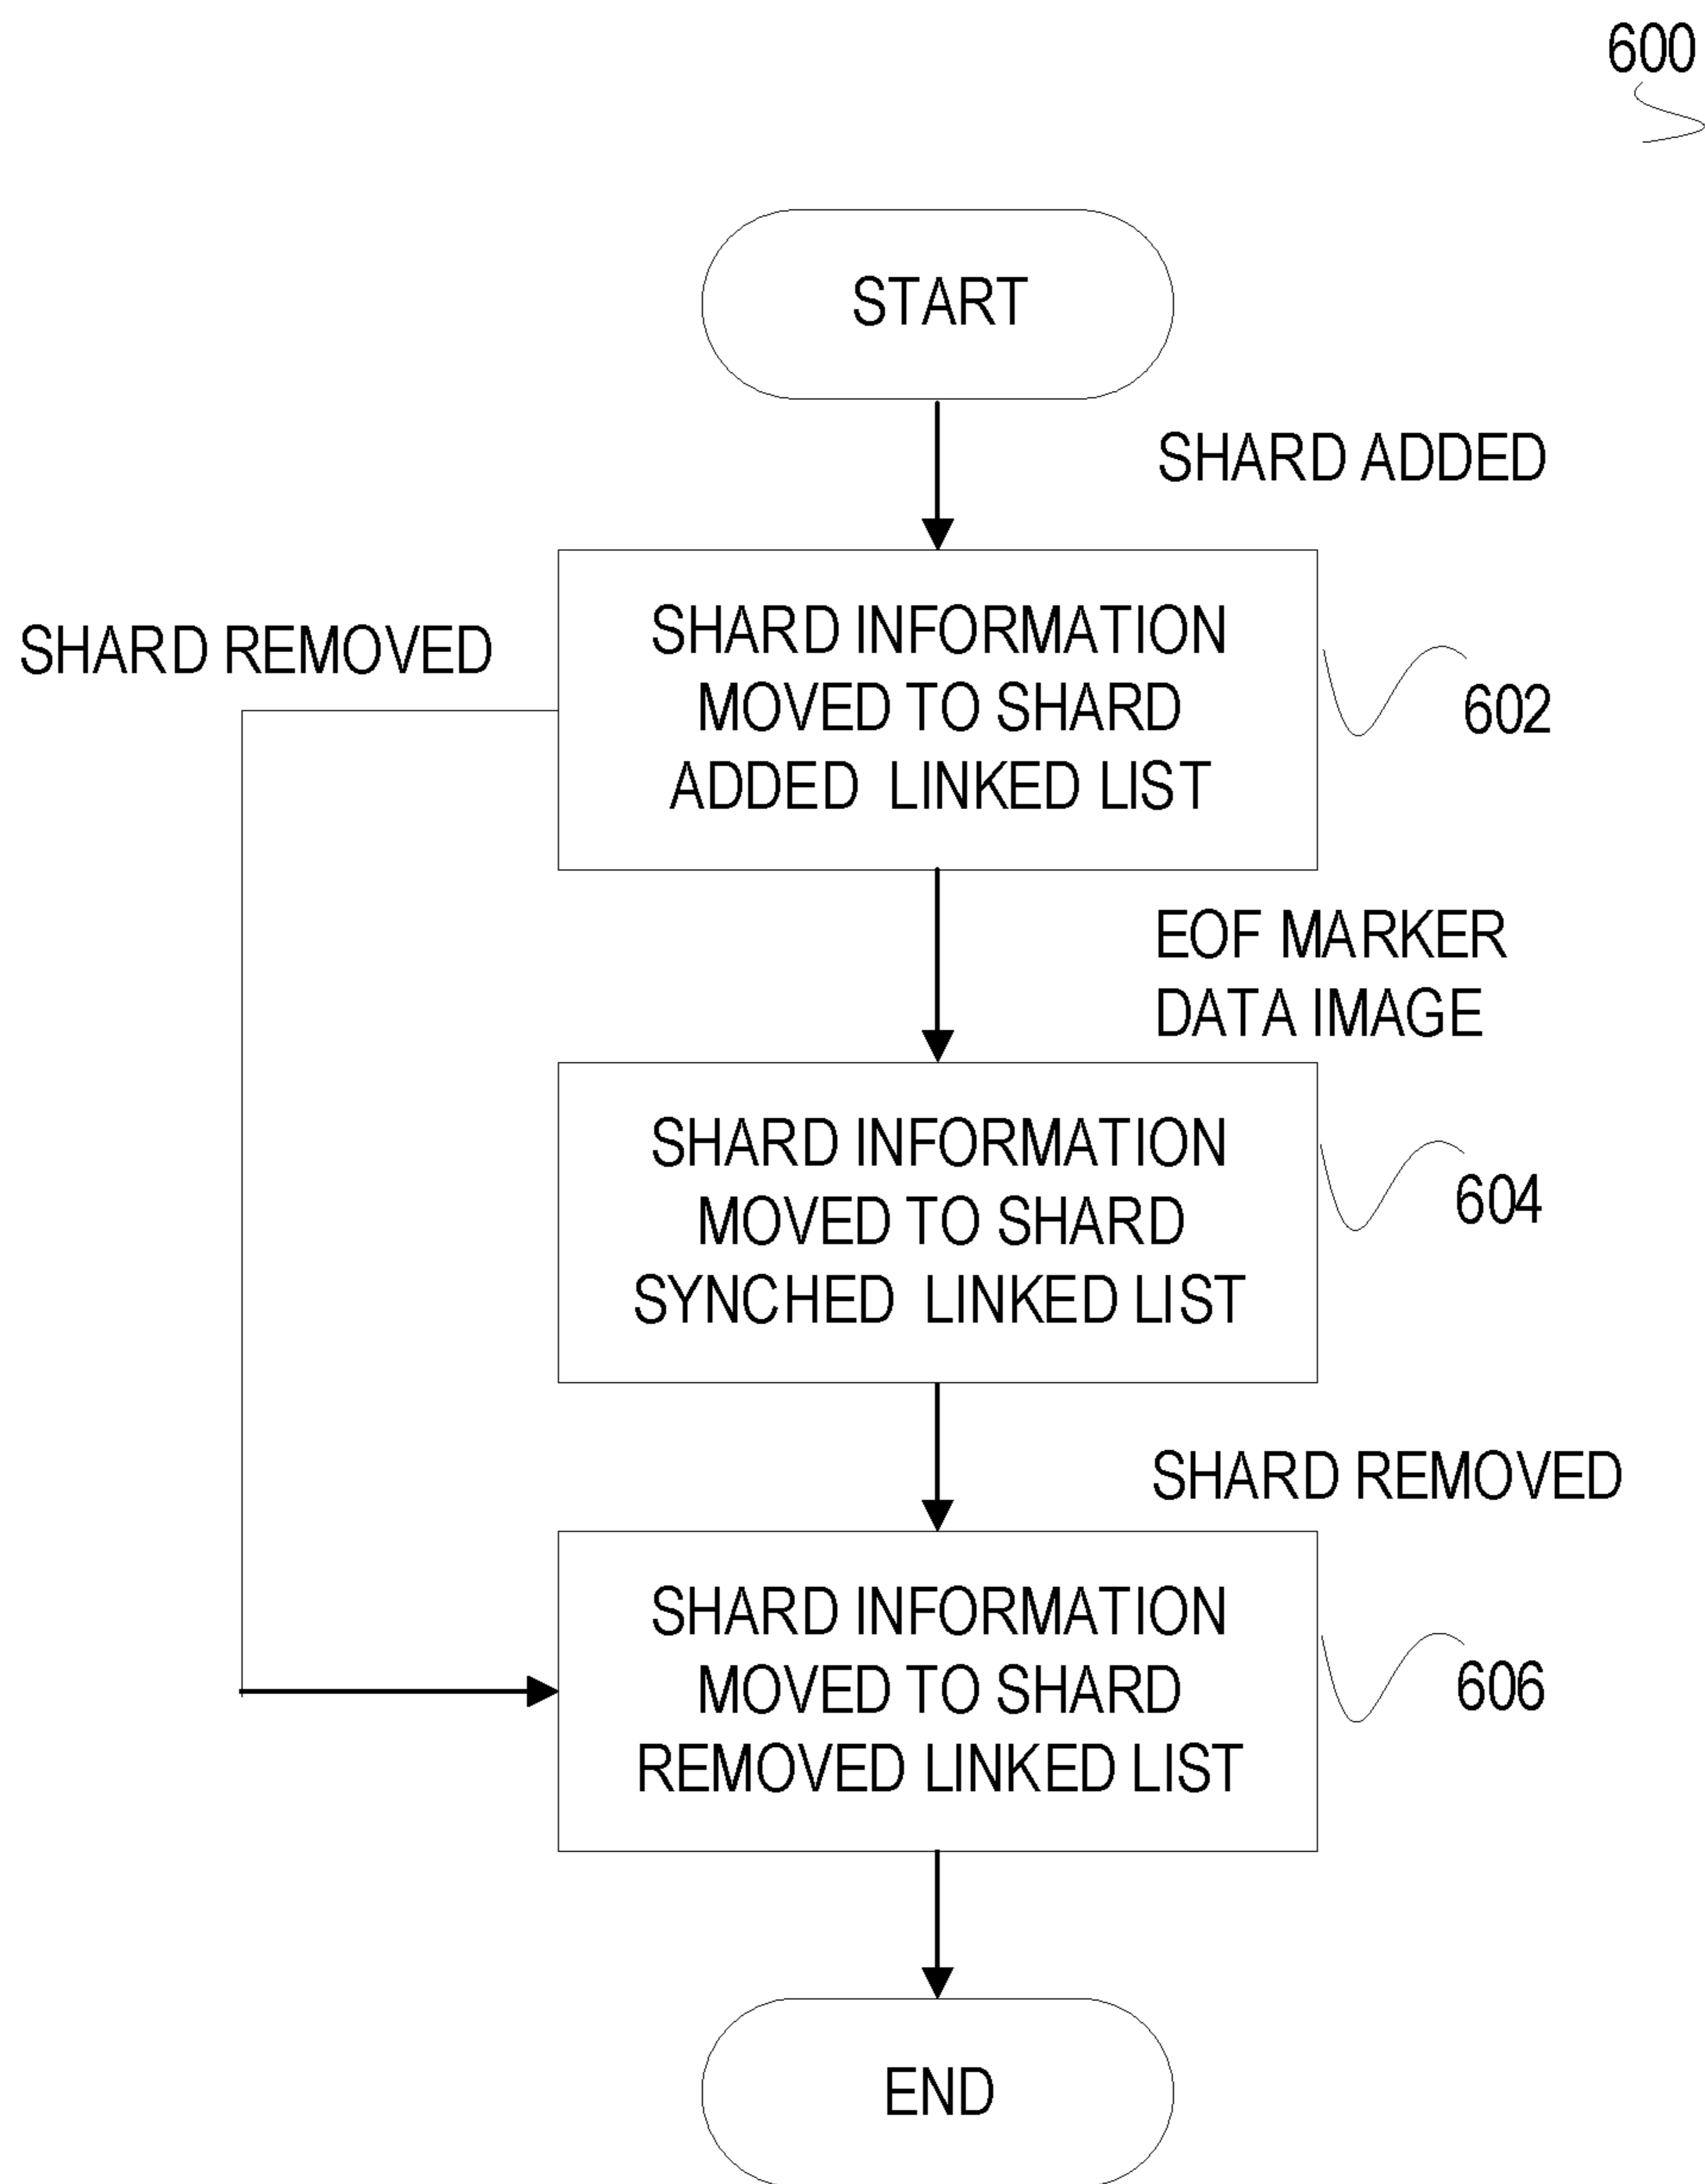 600
START
SHARD ADDED
SHARD REMOVED
SHARD INFORMATION
MOVED TO SHARD
ADDED LINKED LIST
602
EOF MARKER
DATA IMAGE
SHARD INFORMATION
MOVED TO SHARD
SYNCHED LINKED LIST
604
SHARD REMOVED
SHARD INFORMATION
MOVED TO SHARD
REMOVED LINKED LIST
606
END